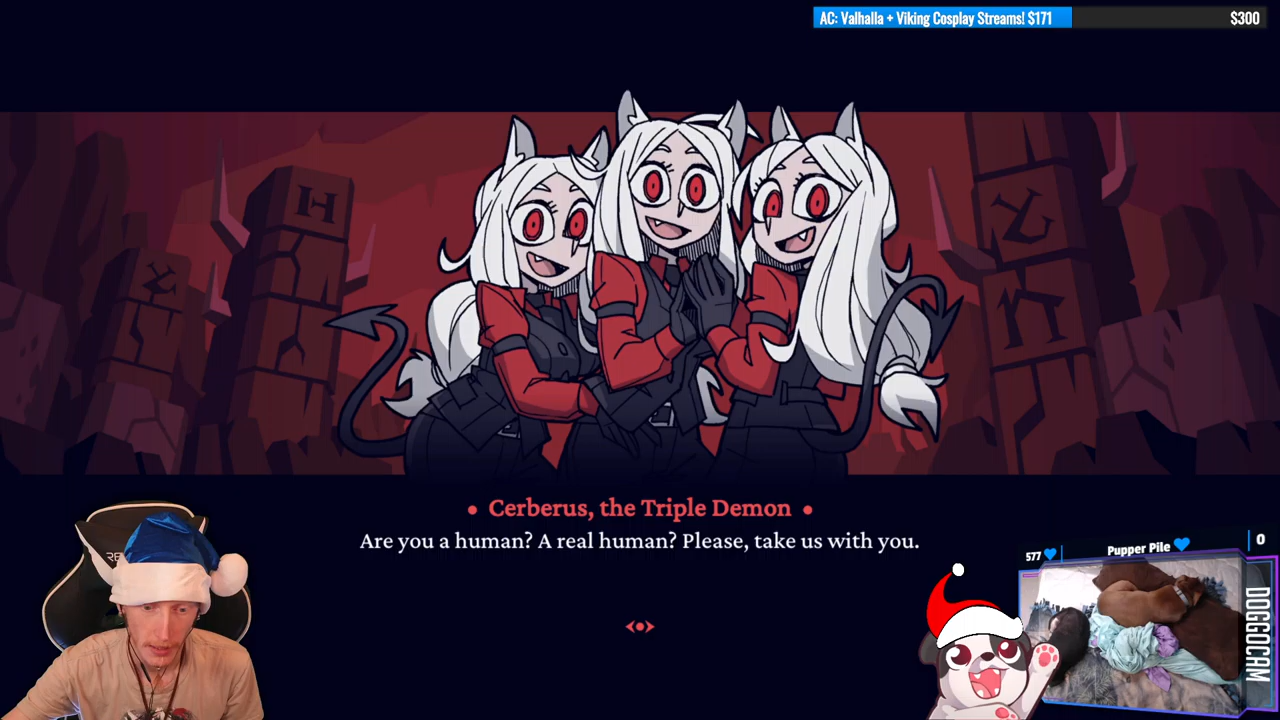 AC: Valhalla + Viking Cosplay Streams! $171
$300
• Cerberus, the Triple Demon •
Are you a human? A real human? Please, take us with you.
577
Pupper Pile
0
DOGGOCAM